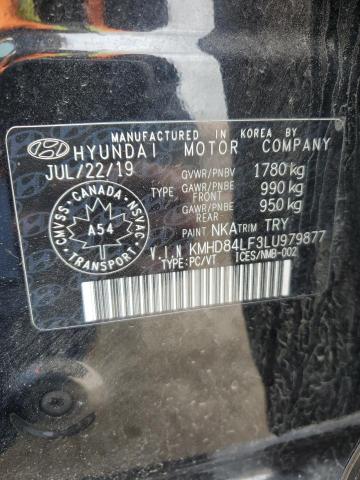 MANUFACTURED IN KOREA BY
HYUNDAI MOTOR COMPANY
JUL/22/19
GVWR/PNBV 1780 kg
TYPE GAWR/PNBE FRONT 990 kg
GAWR/PNBE REAR 950 kg
PAINT NKA TRIM TRY
V.I.N KMHD84LF3LU979877
TYPE:PC/VT ICES/NMB-002
CMVSS CANADA NSVAC
A54
TRANSPORT